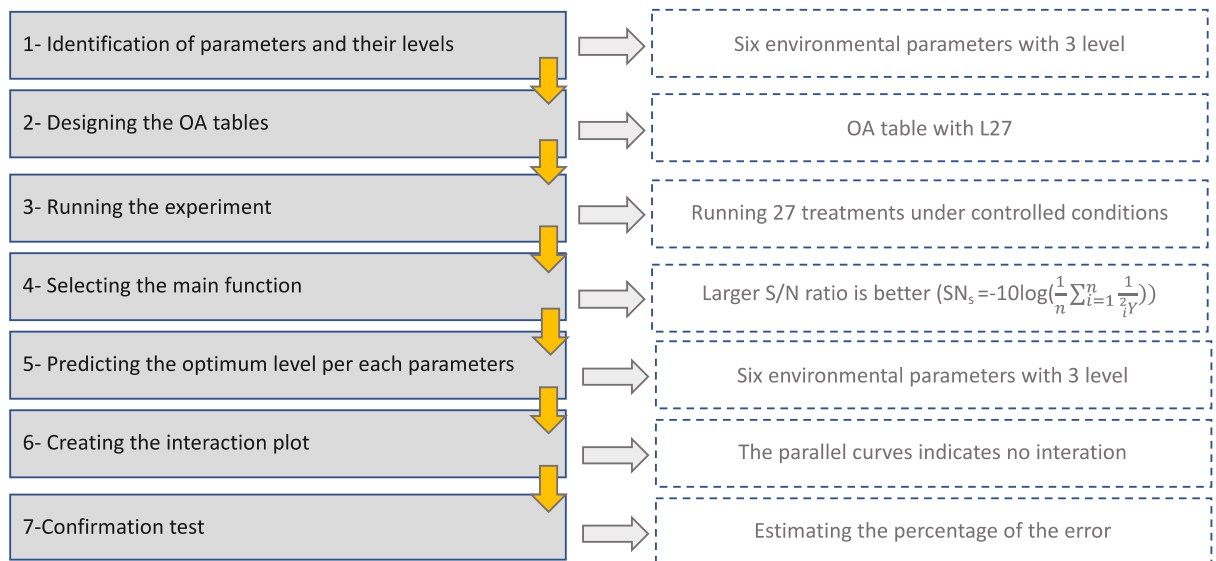 1- Identification of parameters and their levels
Six environmental parameters with 3 level
2- Designing the OA tables
OA table with L27
3- Running the experiment
Running 27 treatments under controlled conditions
4- Selecting the main function
Larger S/N ratio is better (SNₛ =-10log(\frac{1}{n} \sum_{i=1}^{n} \frac{1}{{}_{i}^{2}Y}))
5- Predicting the optimum level per each parameters
Six environmental parameters with 3 level
6- Creating the interaction plot
The parallel curves indicates no interation
7-Confirmation test
Estimating the percentage of the error